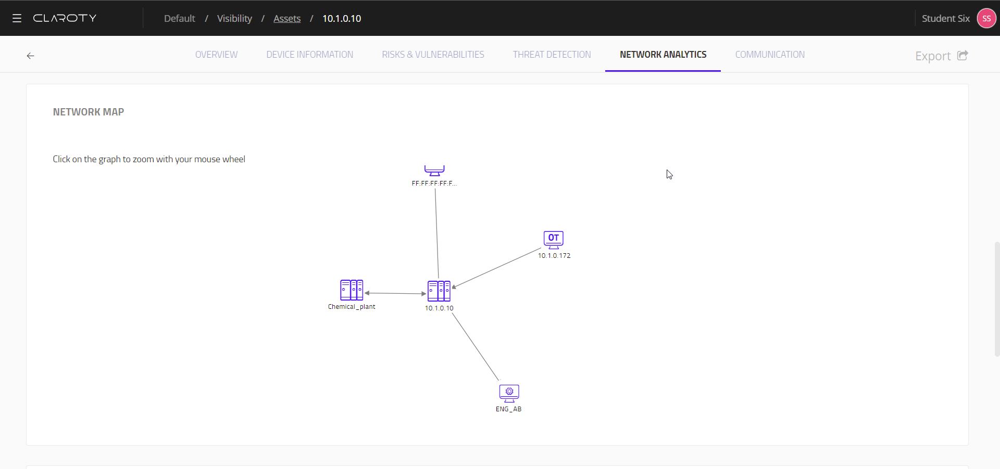 CLAROTY
Default / Visibility / Assets / 10.1.0.10
Student Six SS
OVERVIEW DEVICE INFORMATION RISKS & VULNERABILITIES THREAT DETECTION NETWORK ANALYTICS COMMUNICATION
Export
NETWORK MAP
Click on the graph to zoom with your mouse wheel
FF:FF:FF:FF:F...
OT
10.1.0.172
Chemical_plant
10.1.0.10
ENG_AB